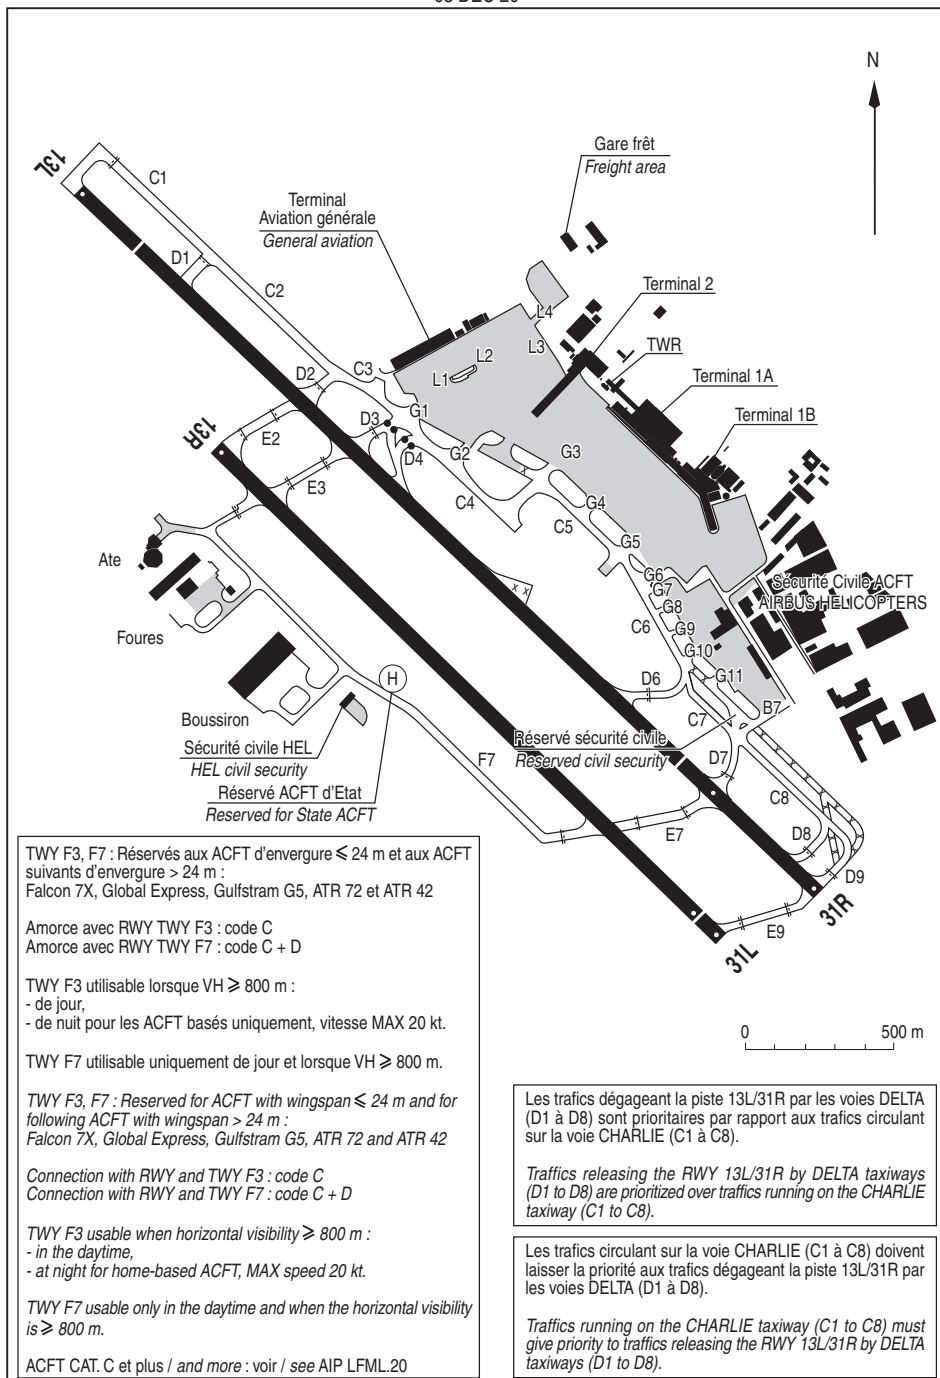 N
Gare frêt
Freight area
Terminal
Aviation générale
General aviation
13L
C1
D1
C2
L4
Terminal 2
L3
TWR
L2
L1
C3
Terminal 1A
D2
G1
Terminal 1B
D3
E2
13R
D4
G2
G3
E3
C4
G4
C5
G5
Ate
G6
G7
Sécurité Civile ACFT
AIRBUS HELICOPTERS
G8
C6
G9
Foures
G10
H
D6
G11
B7
C7
Boussiron
Réservé sécurité civile
Reserved civil security
Sécurité civile HEL
HEL civil security
F7
D7
Réservé ACFT d'Etat
Reserved for State ACFT
C8
E7
D8
D9
31R
E9
31L
0 500 m
TWY F3, F7 : Réservés aux ACFT d'envergure ⩽ 24 m et aux ACFT
suivants d'envergure > 24 m :
Falcon 7X, Global Express, Gulfstram G5, ATR 72 et ATR 42
Amorce avec RWY TWY F3 : code C
Amorce avec RWY TWY F7 : code C + D
TWY F3 utilisable lorsque VH ⩾ 800 m :
- de jour,
- de nuit pour les ACFT basés uniquement, vitesse MAX 20 kt.
TWY F7 utilisable uniquement de jour et lorsque VH ⩾ 800 m.
TWY F3, F7 : Reserved for ACFT with wingspan ⩽ 24 m and for
following ACFT with wingspan > 24 m :
Falcon 7X, Global Express, Gulfstram G5, ATR 72 and ATR 42
Connection with RWY and TWY F3 : code C
Connection with RWY and TWY F7 : code C + D
TWY F3 usable when horizontal visibility ⩾ 800 m :
- in the daytime,
- at night for home-based ACFT, MAX speed 20 kt.
TWY F7 usable only in the daytime and when the horizontal visibility
is ⩾ 800 m.
ACFT CAT. C et plus / and more : voir / see AIP LFML.20
Les trafics dégageant la piste 13L/31R par les voies DELTA
(D1 à D8) sont prioritaires par rapport aux trafics circulant
sur la voie CHARLIE (C1 à C8).
Traffics releasing the RWY 13L/31R by DELTA taxiways
(D1 to D8) are prioritized over traffics running on the CHARLIE
taxiway (C1 to C8).
Les trafics circulant sur la voie CHARLIE (C1 à C8) doivent
laisser la priorité aux trafics dégageant la piste 13L/31R par
les voies DELTA (D1 à D8).
Traffics running on the CHARLIE taxiway (C1 to C8) must
give priority to traffics releasing the RWY 13L/31R by DELTA
taxiways (D1 to D8).